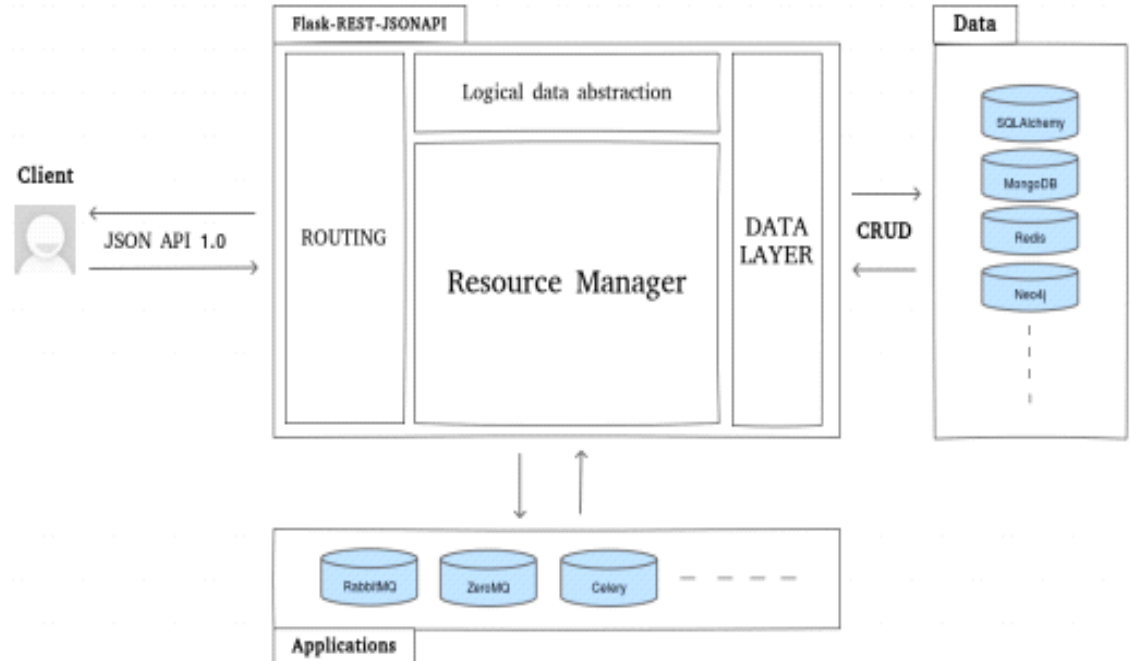 Flask-REST-JSONAPI
Data
Logical data abstraction
SQLAlchemy
MongoDB
Client
JSON API 1.0
ROUTING
Resource Manager
DATA
LAYER
CRUD
Redis
Neo4j
RabbitMQ
ZeroMQ
Celery
Applications